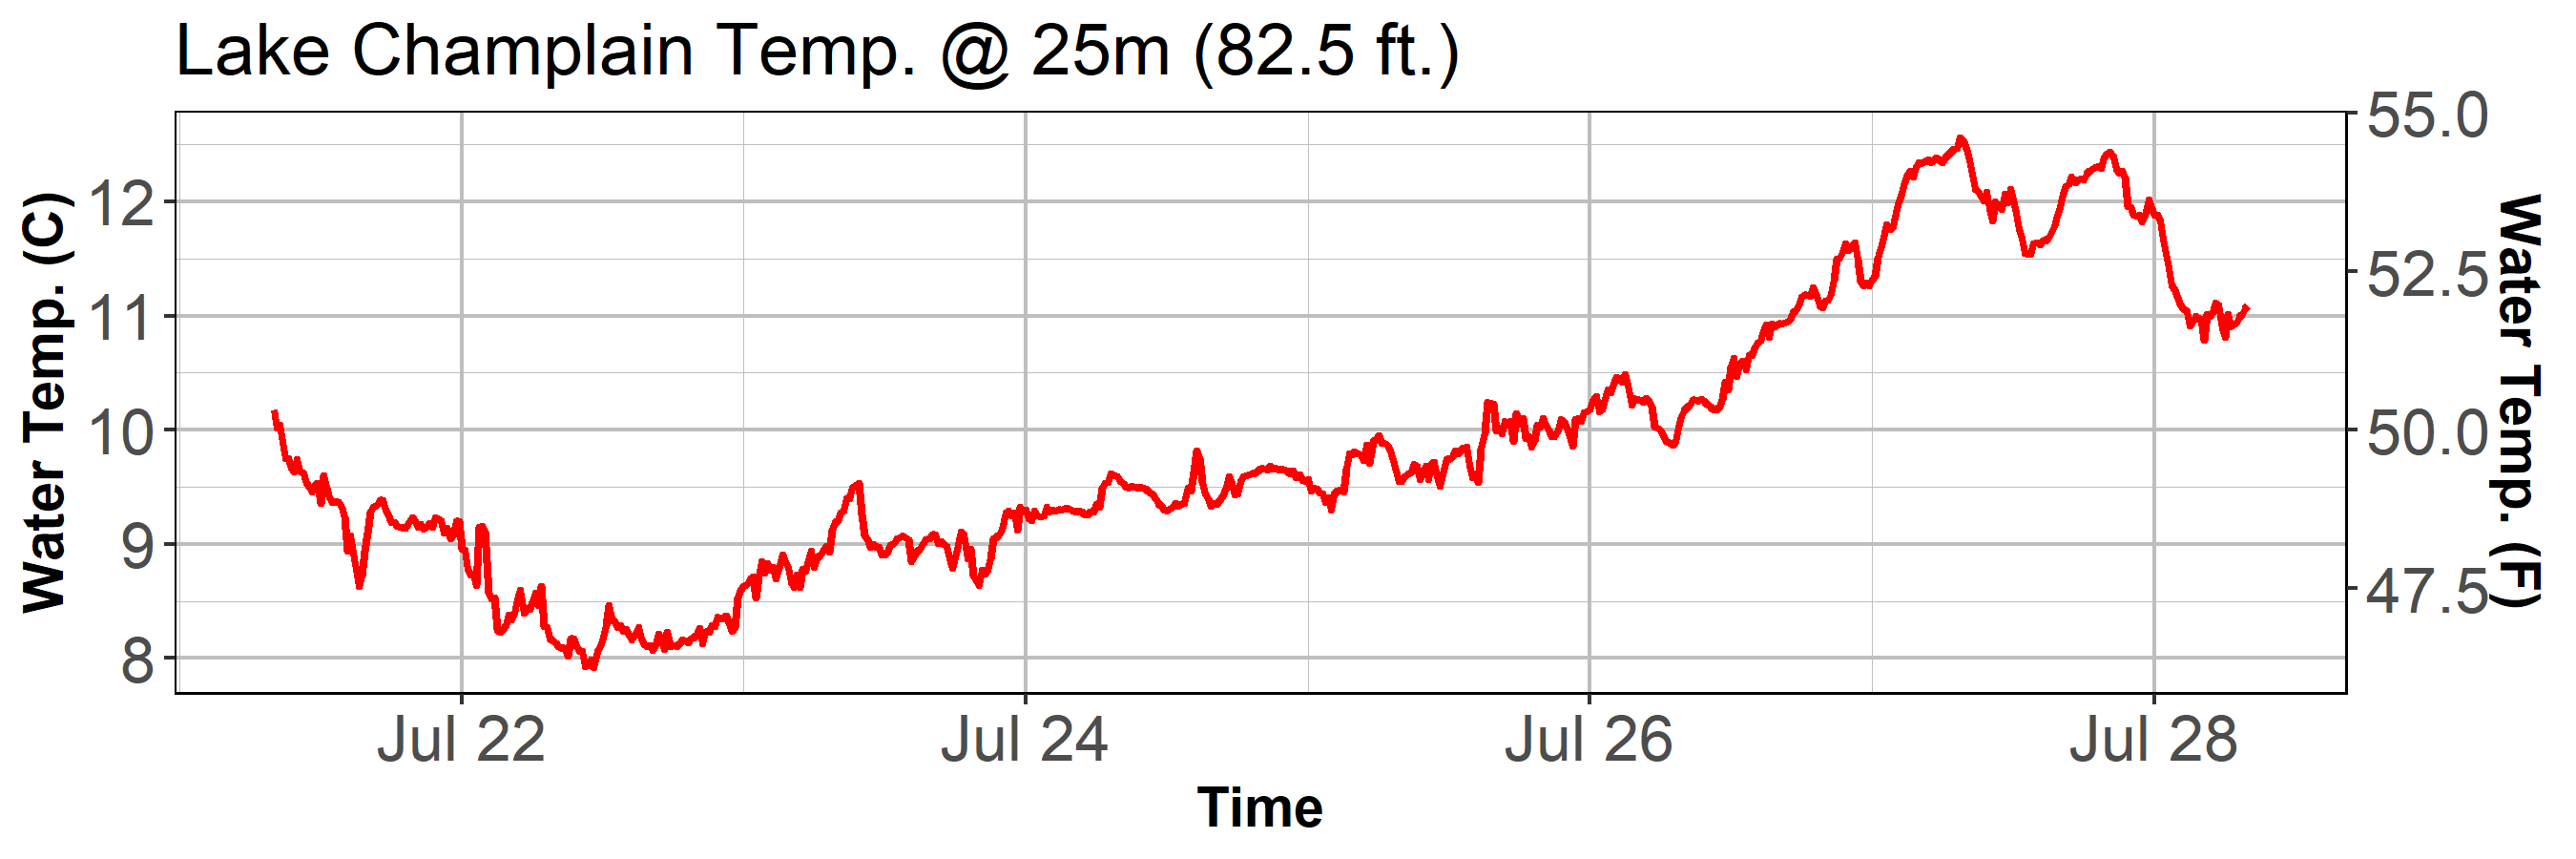 Lake Champlain Temp. @ 25m (82.5 ft.)
Water Temp. (C)
12
11
10
9
8
55.0
52.5
50.0
47.5
Water Temp. (F)
Jul 22
Jul 24
Jul 26
Jul 28
Time